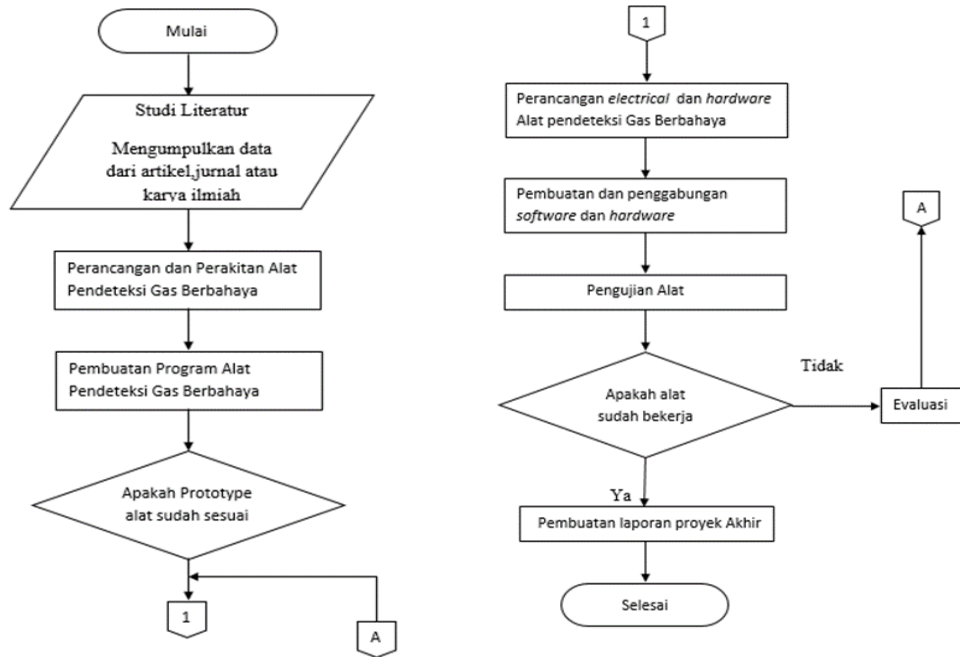 Mulai
Studi Literatur
Mengumpulkan data
dari artikel,jurnal atau
karya ilmiah
Perancangan dan Perakitan Alat
Pendeteksi Gas Berbahaya
Pembuatan Program Alat
Pendeteksi Gas Berbahaya
Apakah Prototype
alat sudah sesuai
1
A
1
Perancangan electrical dan hardware
Alat pendeteksi Gas Berbahaya
Pembuatan dan penggabungan
software dan hardware
Pengujian Alat
Apakah alat
sudah bekerja
Tidak
Evaluasi
A
Ya
Pembuatan laporan proyek Akhir
Selesai